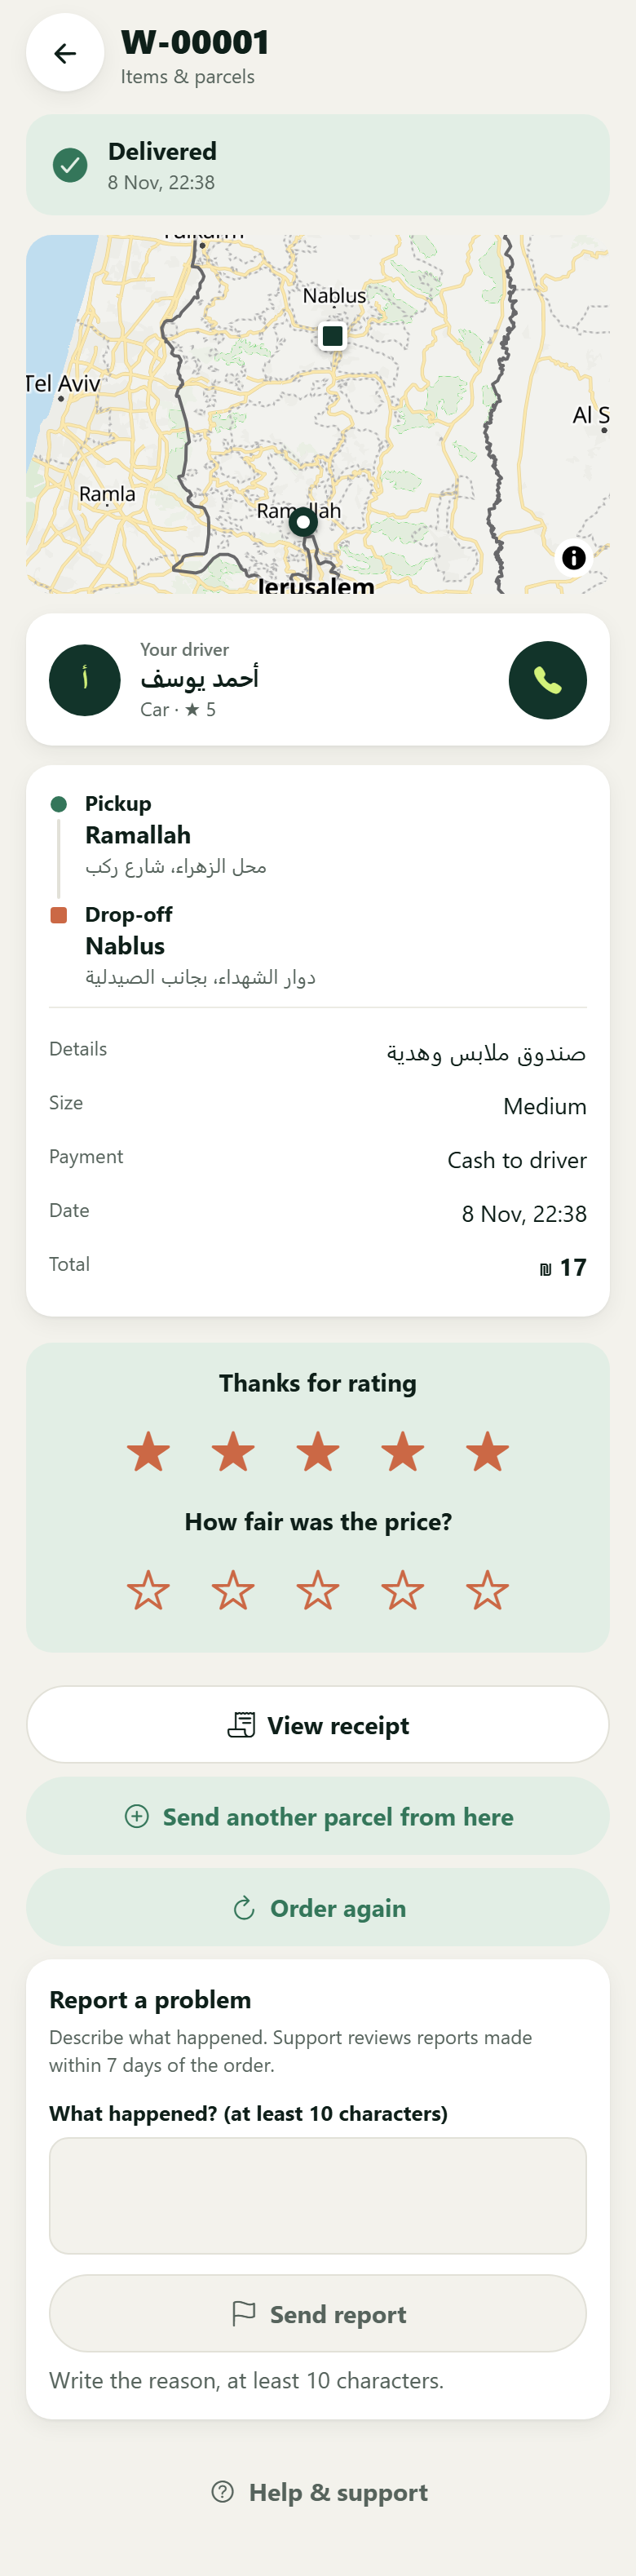 W-00001
Items & parcels
Delivered
8 Nov, 22:38
Nablus
Tel Aviv
Al S
Ramla
Ramallah
Jerusalem
Your driver
أ
أحمد يوسف
Car · ★ 5
Pickup
Ramallah
محل الزهراء، شارع ركب
Drop-off
Nablus
دوار الشهداء، بجانب الصيدلية
Details
صندوق ملابس وهدية
Size
Medium
Payment
Cash to driver
Date
8 Nov, 22:38
Total
₪ 17
Thanks for rating
How fair was the price?
View receipt
Send another parcel from here
Order again
Report a problem
Describe what happened. Support reviews reports made
within 7 days of the order.
What happened? (at least 10 characters)
Send report
Write the reason, at least 10 characters.
Help & support